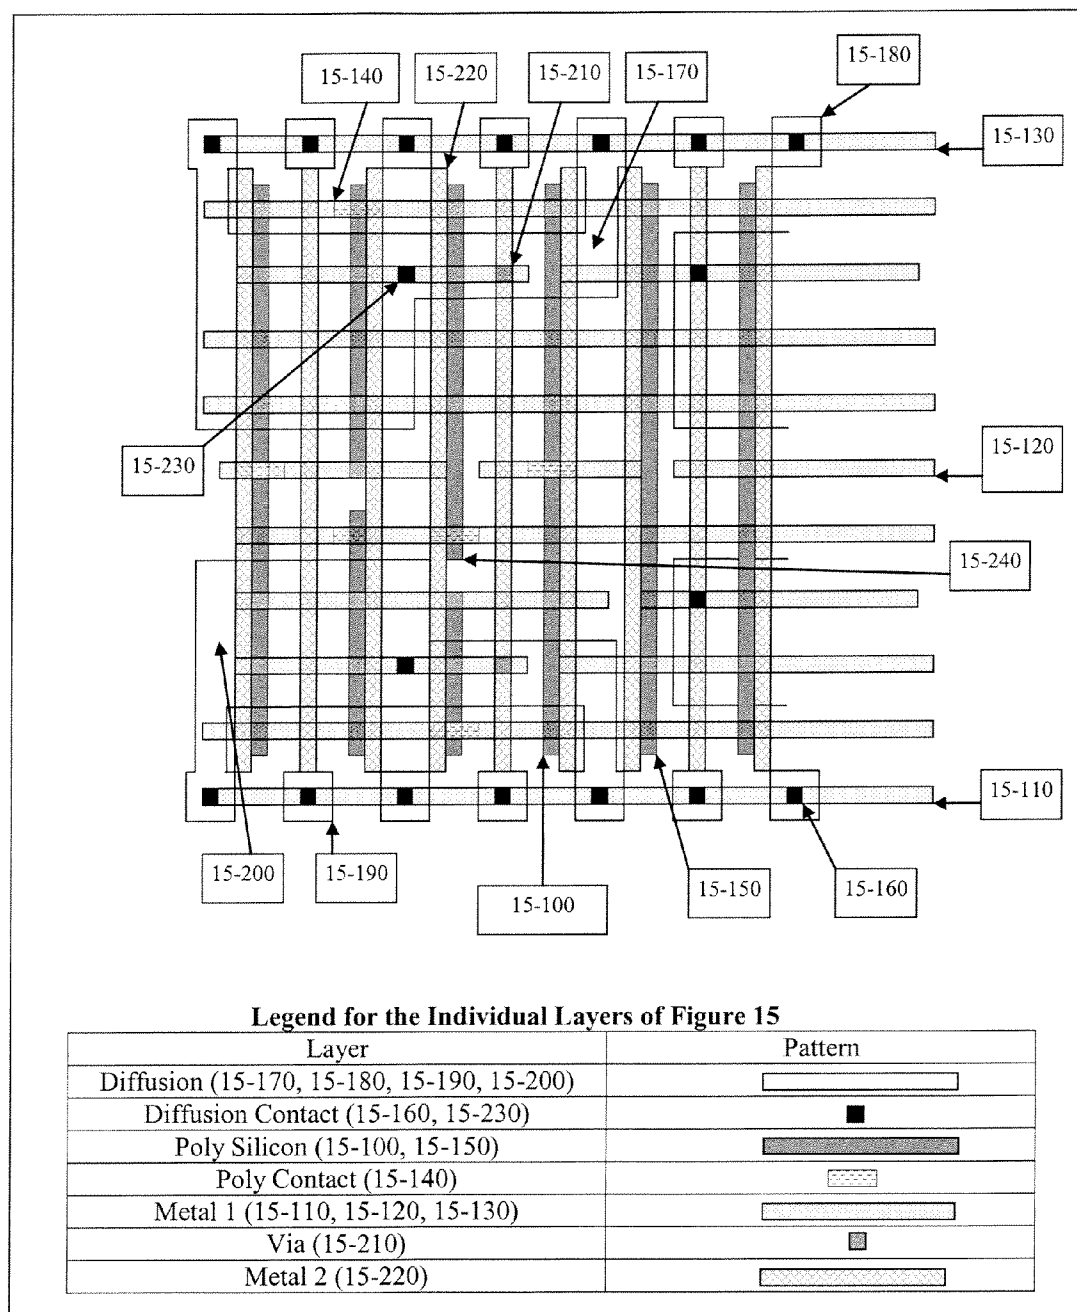 15-140
15-220
15-210
15-170
15-180
15-130
15-230
15-120
15-240
15-200
15-190
15-100
15-150
15-160
15-110
Legend for the Individual Layers of Figure 15
Layer Pattern
Diffusion (15-170, 15-180, 15-190, 15-200)
Diffusion Contact (15-160, 15-230)
Poly Silicon (15-100, 15-150)
Poly Contact (15-140)
Metal 1 (15-110, 15-120, 15-130)
Via (15-210)
Metal 2 (15-220)